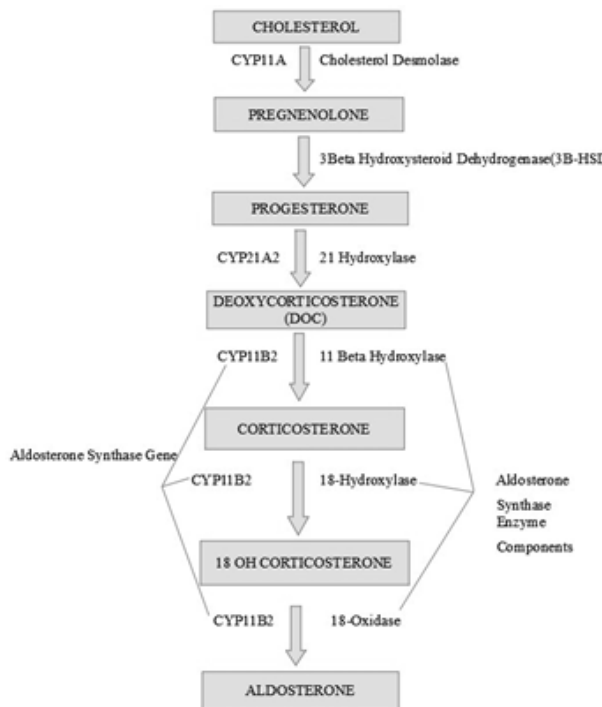 CHOLESTEROL
CYP11A Cholesterol Desmolase
PREGNENOLONE
3Beta Hydroxysteroid Dehydrogenase(3B-HSD
PROGESTERONE
CYP21A2 21 Hydroxylase
DEOXYCORTICOSTERONE
(DOC)
CYP11B2 11 Beta Hydroxylase
CORTICOSTERONE
Aldosterone Synthase Gene
CYP11B2 18-Hydroxylase
Aldosterone
Synthase
Enzyme
Components
18 OH CORTICOSTERONE
CYP11B2 18-Oxidase
ALDOSTERONE